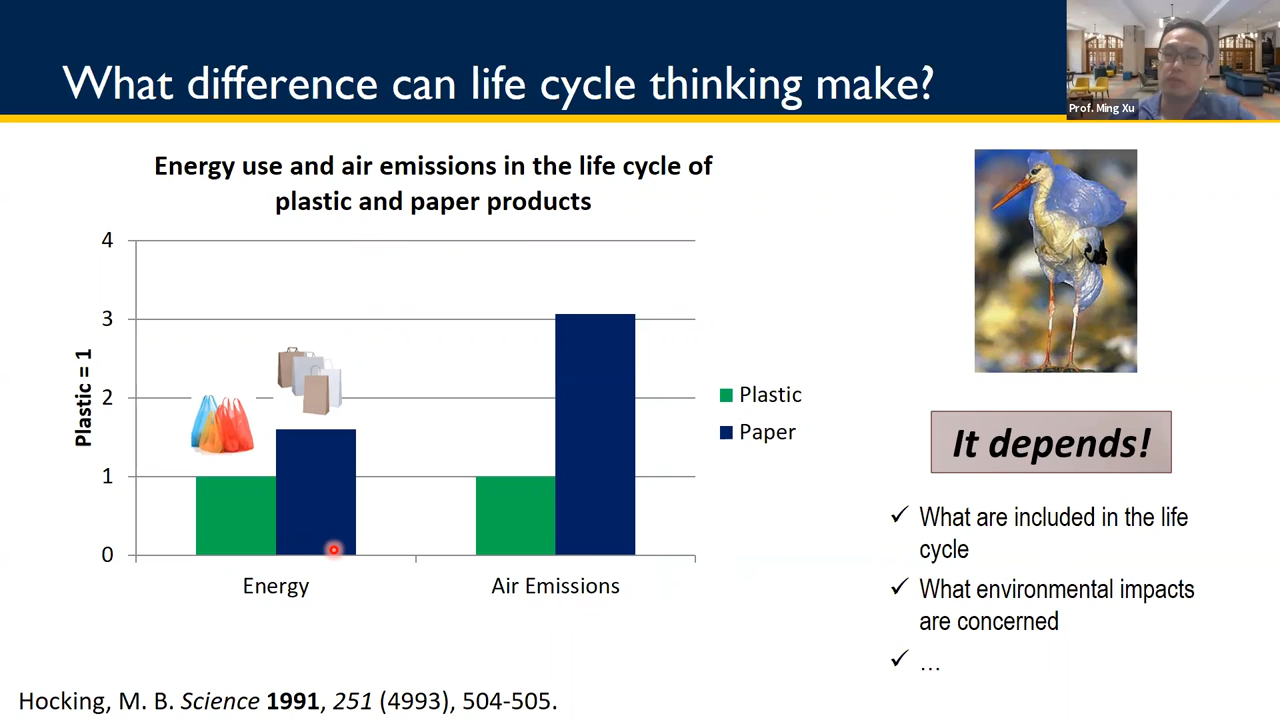 What difference can life cycle thinking make?
Prof. Ming Xu
Energy use and air emissions in the life cycle of
plastic and paper products
4
3
2
1
0
Plastic = 1
Energy
Air Emissions
Plastic
Paper
It depends!
✓ What are included in the life
cycle
✓ What environmental impacts
are concerned
✓ …
Hocking, M. B. Science 1991, 251 (4993), 504-505.